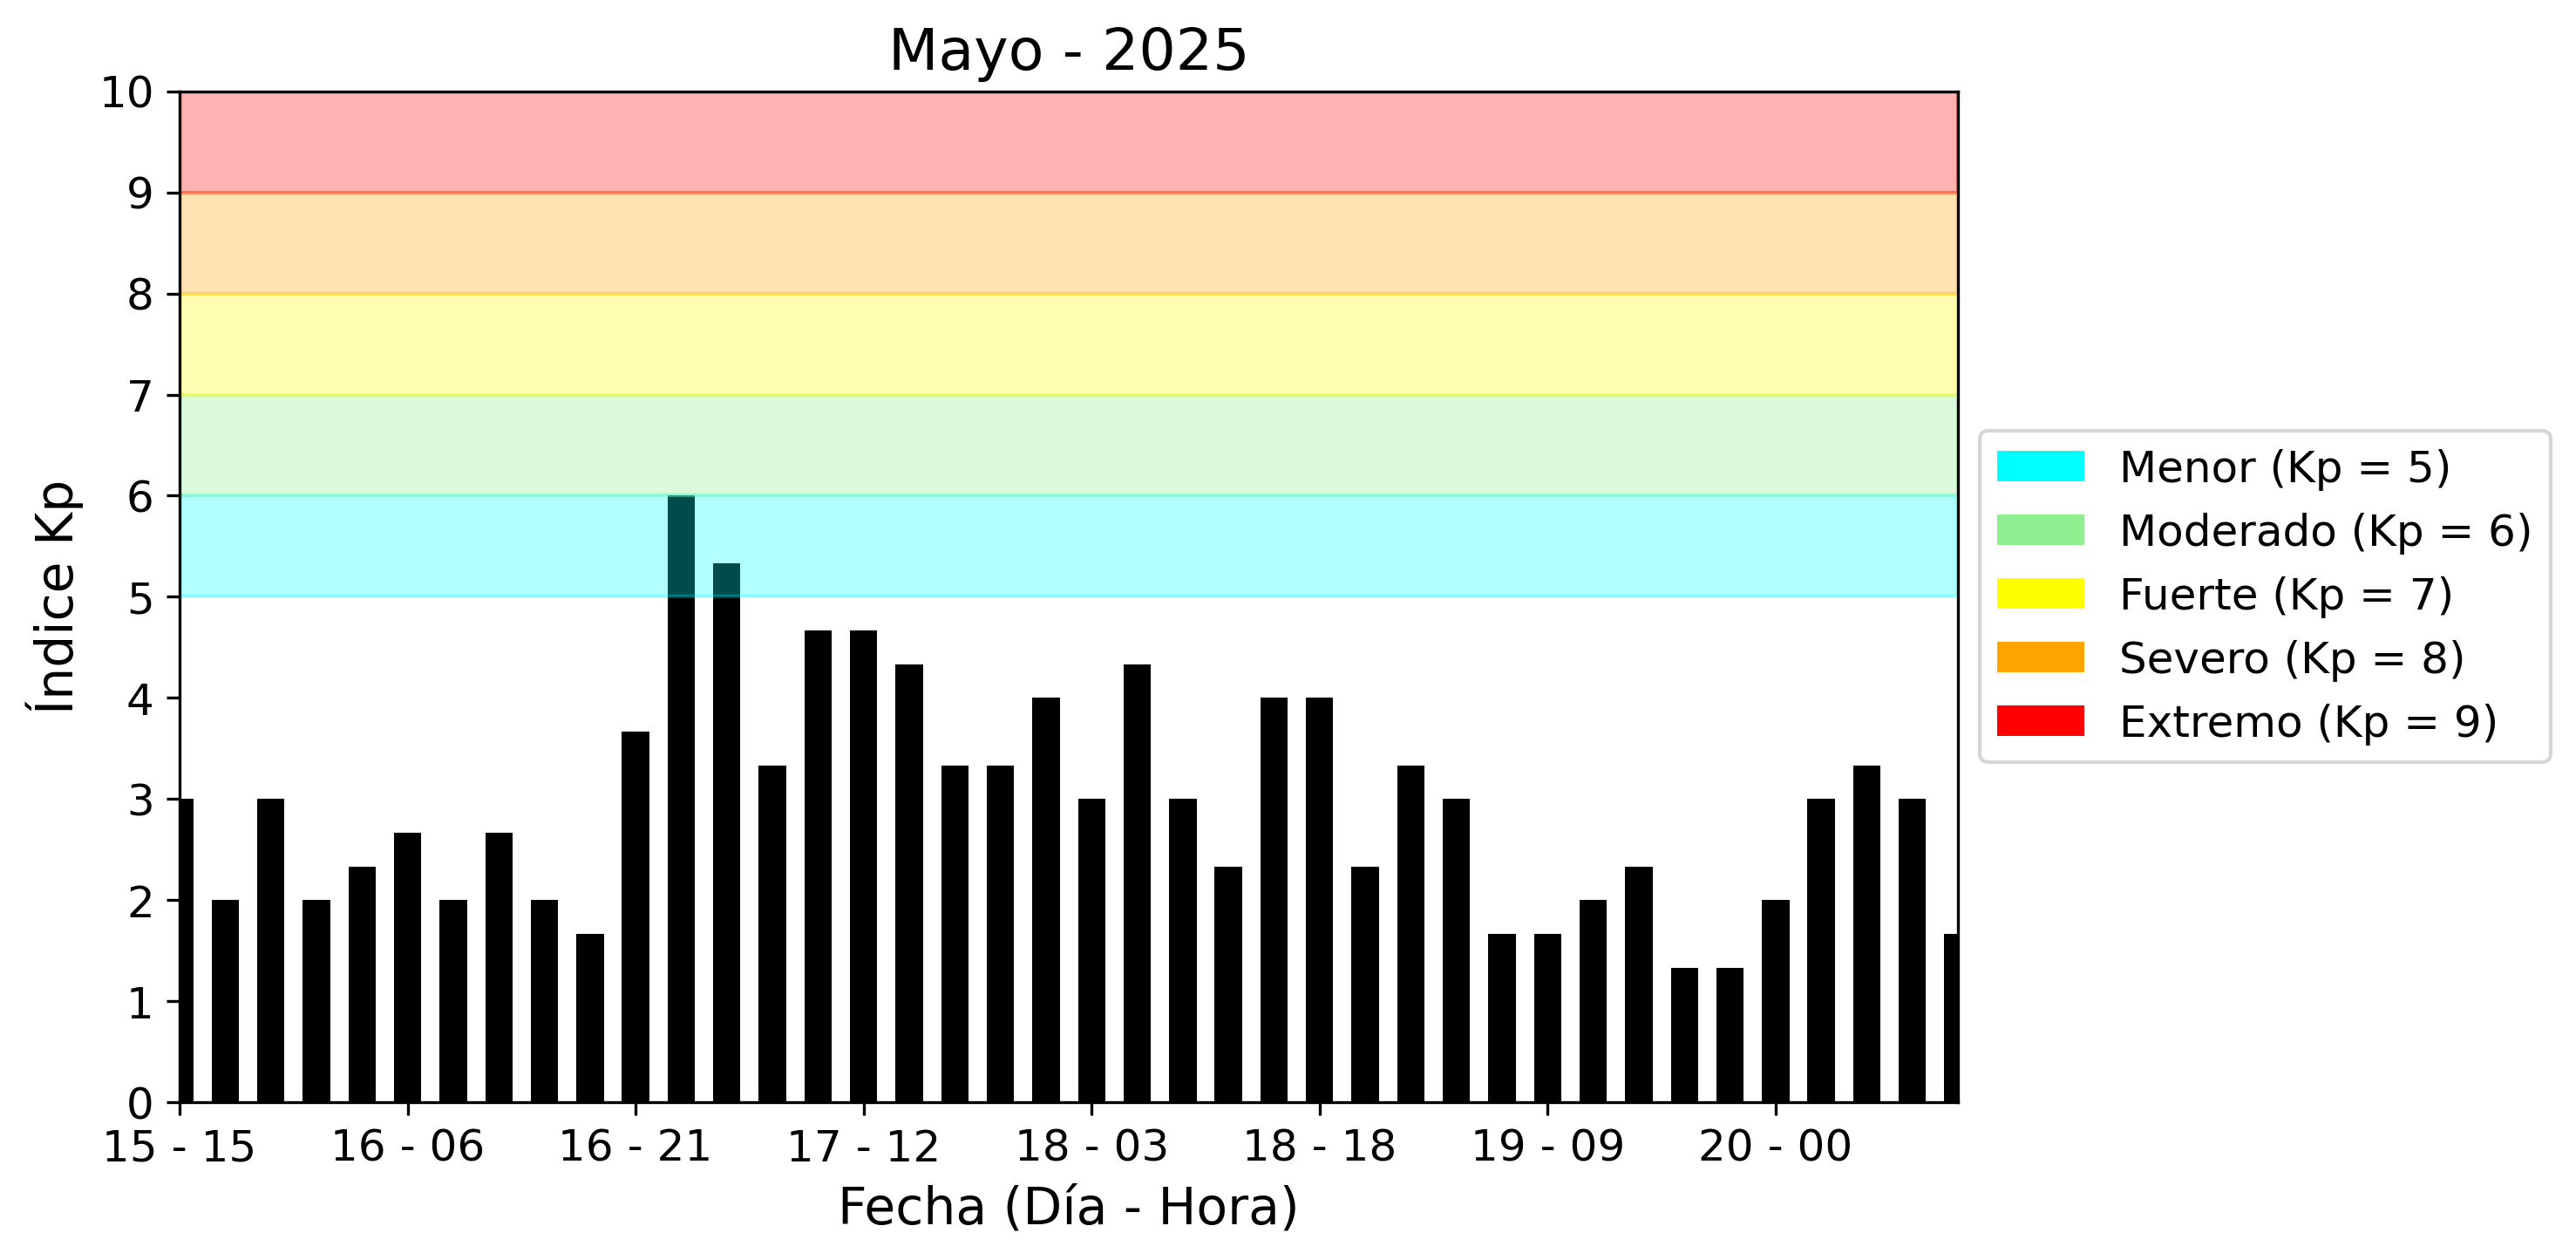 Mayo - 2025
10
9
8
7
6
5
4
3
2
1
0
Índice Kp
15 - 15
16 - 06
16 - 21
17 - 12
18 - 03
18 - 18
19 - 09
20 - 00
Fecha (Día - Hora)
Menor (Kp = 5)
Moderado (Kp = 6)
Fuerte (Kp = 7)
Severo (Kp = 8)
Extremo (Kp = 9)